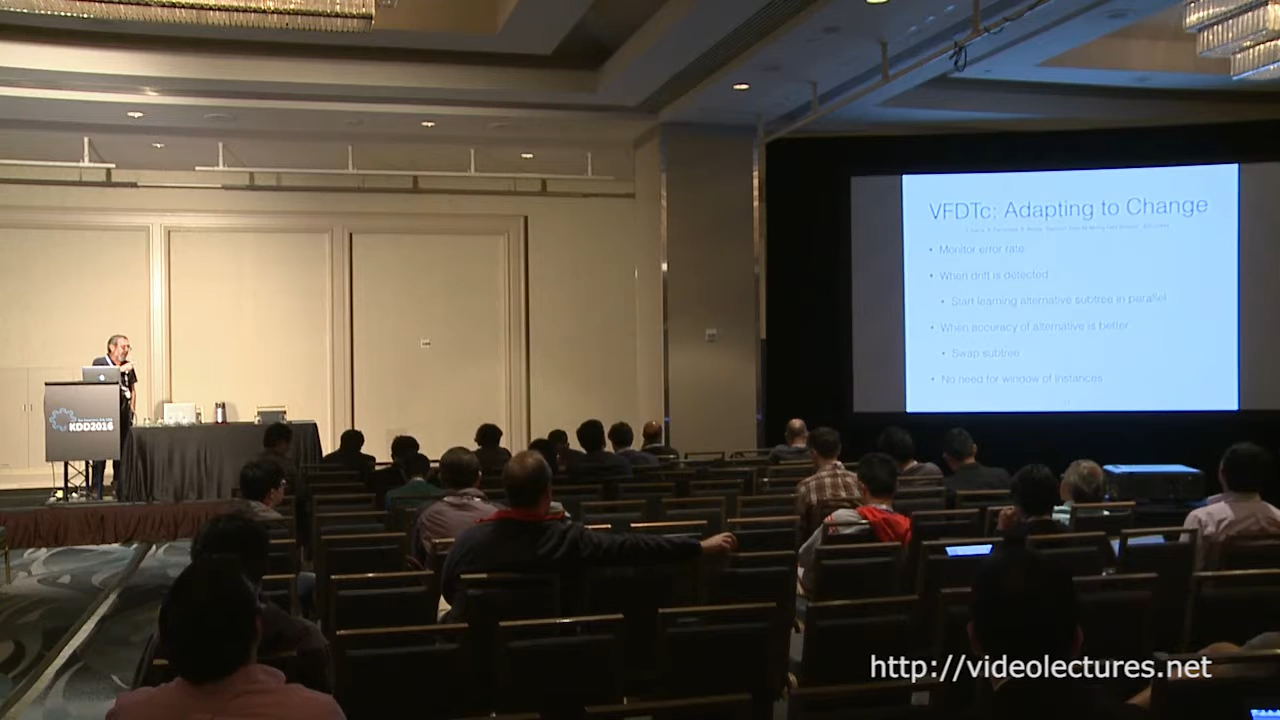 VFDTc: Adapting to Change
• Monitor error rate
• When drift is detected
• Start learning alternative subtree in parallel
• When accuracy of alternative is better
• Swap subtree
• No need for window of instances
KDD2016
http://videolectures.net